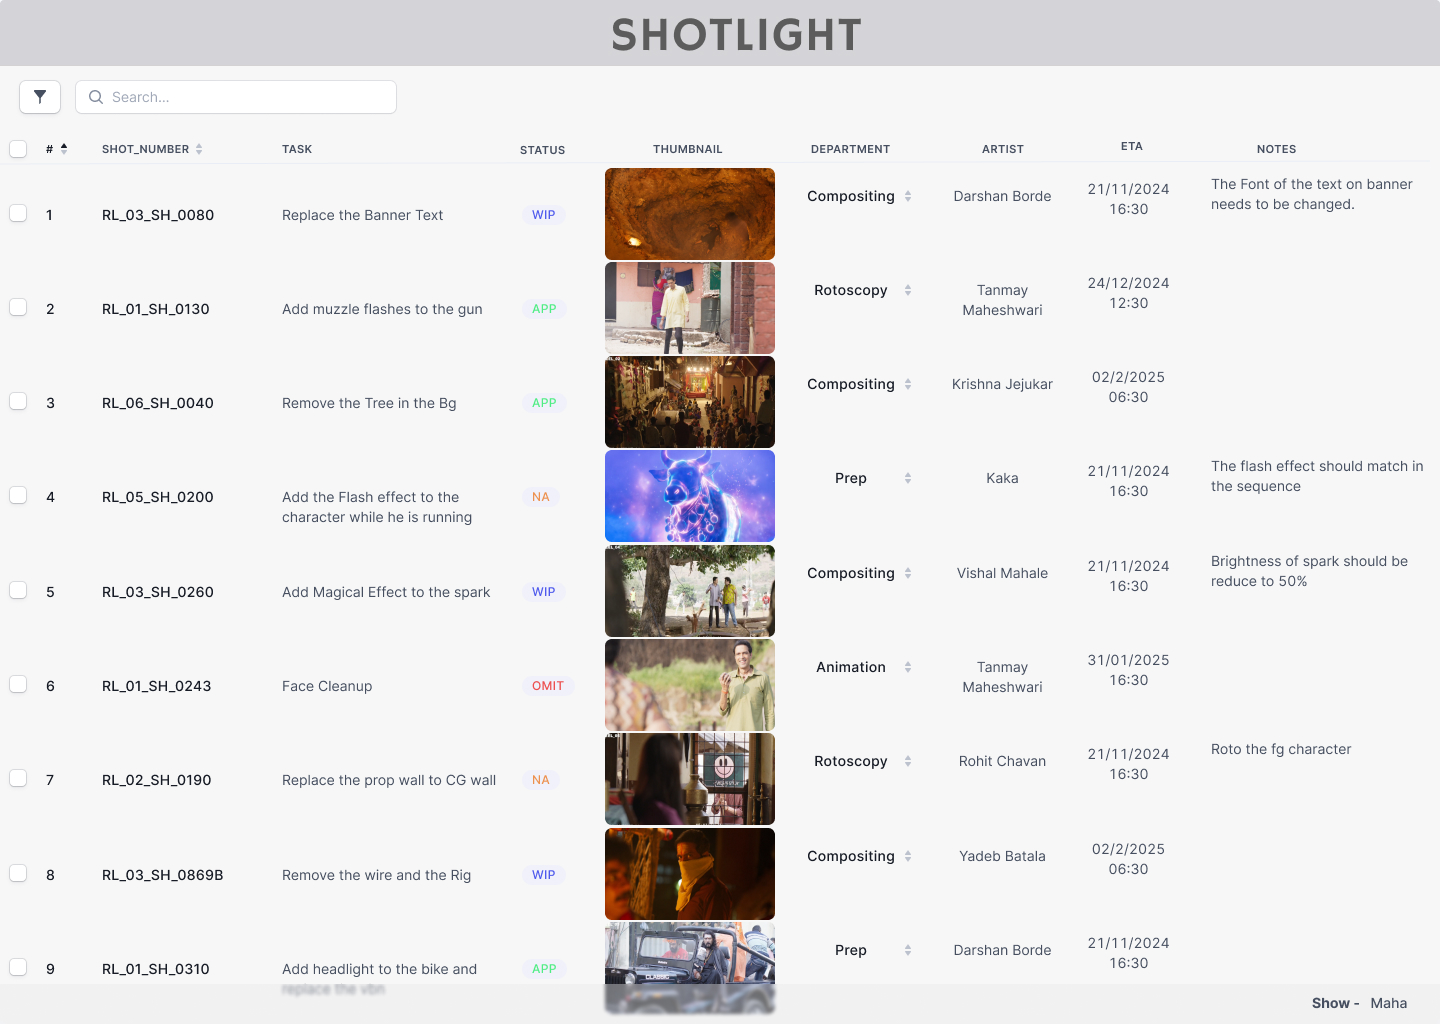 SHOTLIGHT
Search...
# SHOT_NUMBER TASK STATUS THUMBNAIL DEPARTMENT ARTIST ETA NOTES
1 RL_03_SH_0080 Replace the Banner Text WIP Compositing Darshan Borde 21/11/2024 The Font of the text on banner
16:30 needs to be changed.
2 RL_01_SH_0130 Add muzzle flashes to the gun APP Rotoscopy Tanmay 24/12/2024
Maheshwari 12:30
3 RL_06_SH_0040 Remove the Tree in the Bg APP Compositing Krishna Jejukar 02/2/2025
06:30
4 RL_05_SH_0200 Add the Flash effect to the NA Prep Kaka 21/11/2024 The flash effect should match in
character while he is running 16:30 the sequence
5 RL_03_SH_0260 Add Magical Effect to the spark WIP Compositing Vishal Mahale 21/11/2024 Brightness of spark should be
16:30 reduce to 50%
6 RL_01_SH_0243 Face Cleanup OMIT Animation Tanmay 31/01/2025
Maheshwari 16:30
7 RL_02_SH_0190 Replace the prop wall to CG wall NA Rotoscopy Rohit Chavan 21/11/2024 Roto the fg character
16:30
8 RL_03_SH_0869B Remove the wire and the Rig WIP Compositing Yadeb Batala 02/2/2025
06:30
9 RL_01_SH_0310 Add headlight to the bike and APP Prep Darshan Borde 21/11/2024
replace the vbn 16:30
CLASSIC
Show - Maha